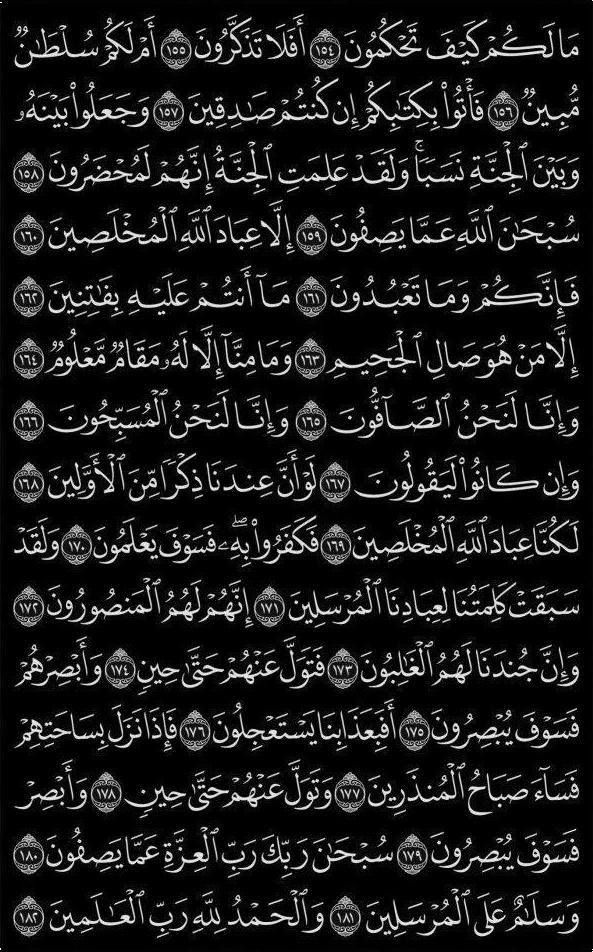 مَا لَكُمْ كَيْفَ تَحْكُمُونَ ١٥٤ أَفَلَا تَذَكَّرُونَ ١٥٥ أَمْ لَكُمْ سُلْطَٰنٌ
مُّبِينٌ ١٥٦ فَأْتُوا۟ بِكِتَٰبِكُمْ إِن كُنتُمْ صَٰدِقِينَ ١٥٧ وَجَعَلُوا۟ بَيْنَهُۥ
وَبَيْنَ ٱلْجِنَّةِ نَسَبًا ۚ وَلَقَدْ عَلِمَتِ ٱلْجِنَّةُ إِنَّهُمْ لَمُحْضَرُونَ ١٥٨
سُبْحَٰنَ ٱللَّهِ عَمَّا يَصِفُونَ ١٥٩ إِلَّا عِبَادَ ٱللَّهِ ٱلْمُخْلَصِينَ ١٦٠
فَإِنَّكُمْ وَمَا تَعْبُدُونَ ١٦١ مَآ أَنتُمْ عَلَيْهِ بِفَٰتِنِينَ ١٦٢
إِلَّا مَنْ هُوَ صَالِ ٱلْجَحِيمِ ١٦٣ وَمَا مِنَّآ إِلَّا لَهُۥ مَقَامٌ مَّعْلُومٌ ١٦٤
وَإِنَّا لَنَحْنُ ٱلصَّآفُّونَ ١٦٥ وَإِنَّا لَنَحْنُ ٱلْمُسَبِّحُونَ ١٦٦
وَإِن كَانُوا۟ لَيَقُولُونَ ١٦٧ لَوْ أَنَّ عِندَنَا ذِكْرًا مِّنَ ٱلْأَوَّلِينَ ١٦٨
لَكُنَّا عِبَادَ ٱللَّهِ ٱلْمُخْلَصِينَ ١٦٩ فَكَفَرُوا۟ بِهِۦ ۖ فَسَوْفَ يَعْلَمُونَ ١٧٠ وَلَقَدْ
سَبَقَتْ كَلِمَتُنَا لِعِبَادِنَا ٱلْمُرْسَلِينَ ١٧١ إِنَّهُمْ لَهُمُ ٱلْمَنصُورُونَ ١٧٢
وَإِنَّ جُندَنَا لَهُمُ ٱلْغَٰلِبُونَ ١٧٣ فَتَوَلَّ عَنْهُمْ حَتَّىٰ حِينٍ ١٧٤ وَأَبْصِرْهُمْ
فَسَوْفَ يُبْصِرُونَ ١٧٥ أَفَبِعَذَابِنَا يَسْتَعْجِلُونَ ١٧٦ فَإِذَا نَزَلَ بِسَاحَتِهِمْ
فَسَآءَ صَبَاحُ ٱلْمُنذَرِينَ ١٧٧ وَتَوَلَّ عَنْهُمْ حَتَّىٰ حِينٍ ١٧٨ وَأَبْصِرْ
فَسَوْفَ يُبْصِرُونَ ١٧٩ سُبْحَٰنَ رَبِّكَ رَبِّ ٱلْعِزَّةِ عَمَّا يَصِفُونَ ١٨٠
وَسَلَٰمٌ عَلَى ٱلْمُرْسَلِينَ ١٨١ وَٱلْحَمْدُ لِلَّهِ رَبِّ ٱلْعَٰلَمِينَ ١٨٢